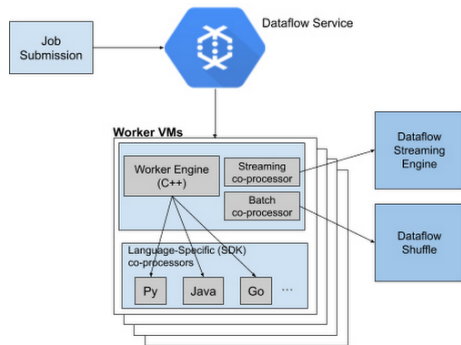 Dataflow Service
Job
Submission
Worker VMs
Worker Engine
(C++)
Streaming
co-processor
Batch
co-processor
Dataflow
Streaming
Engine
Dataflow
Shuffle
Language-Specific (SDK)
co-processors
Py
Java
Go
...